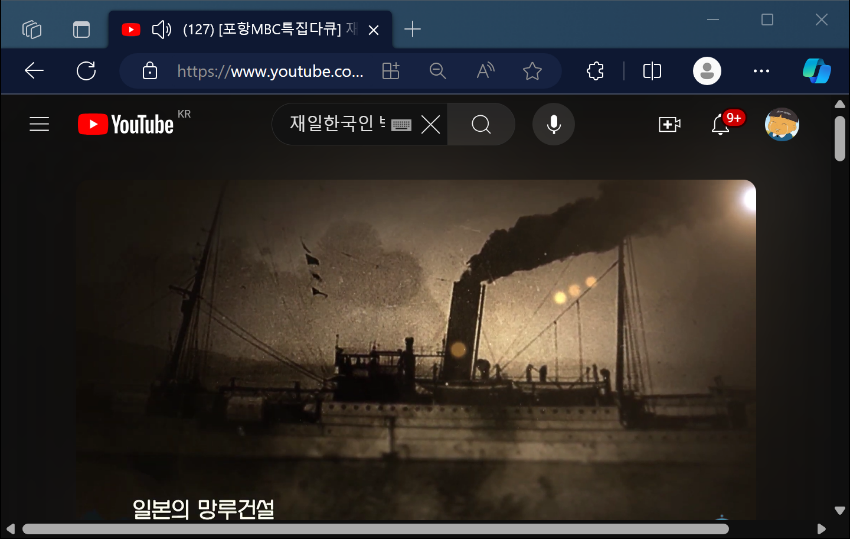 (127) [포항MBC특집다큐]
https://www.youtube.co...
YouTube KR
재일한국인
9+
일본의 망루건설